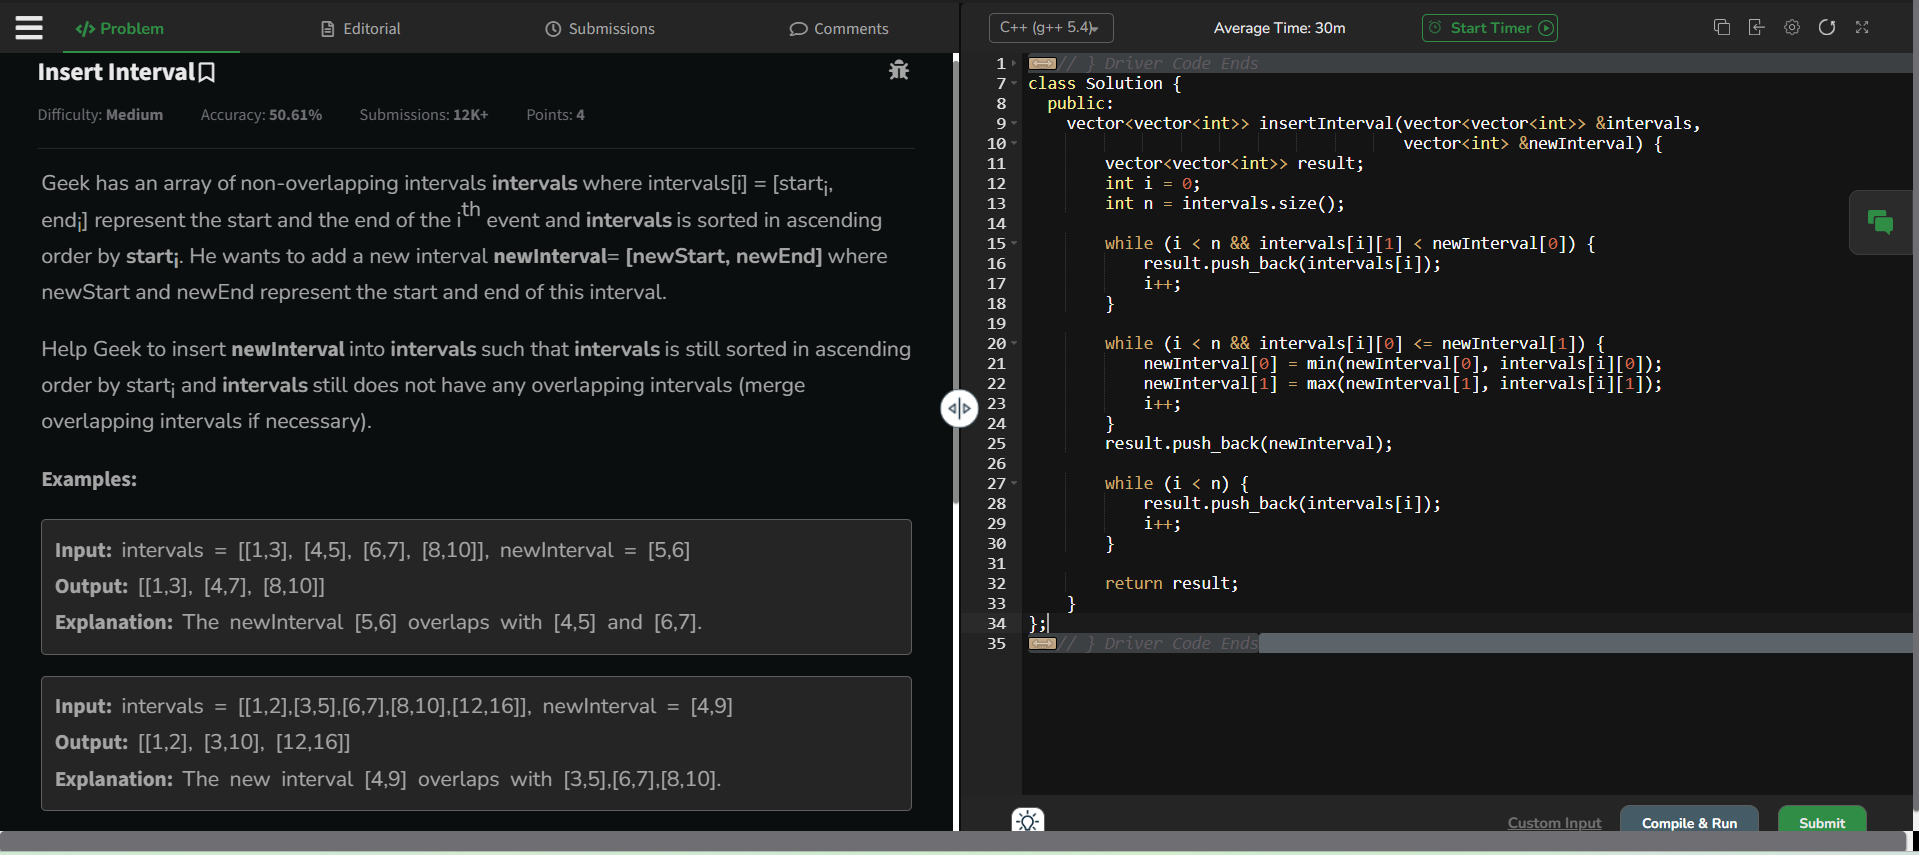 Problem
Editorial
Submissions
Comments
Insert Interval
Difficulty: Medium Accuracy: 50.61% Submissions: 12K+ Points: 4
Geek has an array of non-overlapping intervals intervals where intervals[i] = [starti,
endi] represent the start and the end of the ith event and intervals is sorted in ascending
order by starti. He wants to add a new interval newInterval= [newStart, newEnd] where
newStart and newEnd represent the start and end of this interval.
Help Geek to insert newInterval into intervals such that intervals is still sorted in ascending
order by starti and intervals still does not have any overlapping intervals (merge
overlapping intervals if necessary).
Examples:
Input: intervals = [[1,3], [4,5], [6,7], [8,10]], newInterval = [5,6]
Output: [[1,3], [4,7], [8,10]]
Explanation: The newInterval [5,6] overlaps with [4,5] and [6,7].
Input: intervals = [[1,2],[3,5],[6,7],[8,10],[12,16]], newInterval = [4,9]
Output: [[1,2], [3,10], [12,16]]
Explanation: The new interval [4,9] overlaps with [3,5],[6,7],[8,10].
C++ (g++ 5.4)
Average Time: 30m
Start Timer
1 // } Driver Code Ends
7 class Solution {
8 public:
9 vector<vector<int>> insertInterval(vector<vector<int>> &intervals,
10 vector<int> &newInterval) {
11 vector<vector<int>> result;
12 int i = 0;
13 int n = intervals.size();
14
15 while (i < n && intervals[i][1] < newInterval[0]) {
16 result.push_back(intervals[i]);
17 i++;
18 }
19
20 while (i < n && intervals[i][0] <= newInterval[1]) {
21 newInterval[0] = min(newInterval[0], intervals[i][0]);
22 newInterval[1] = max(newInterval[1], intervals[i][1]);
23 i++;
24 }
25 result.push_back(newInterval);
26
27 while (i < n) {
28 result.push_back(intervals[i]);
29 i++;
30 }
31
32 return result;
33 }
34 };
35 // } Driver Code Ends
Custom Input
Compile & Run
Submit